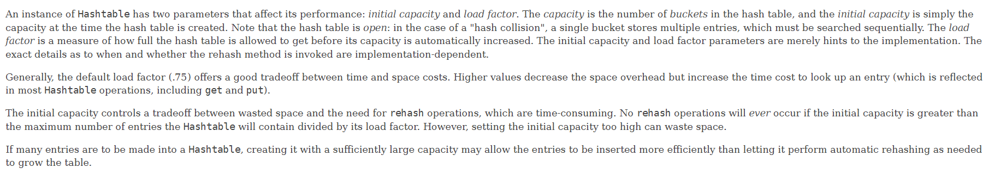 An instance of Hashtable has two parameters that affect its performance: initial capacity and load factor. The capacity is the number of buckets in the hash table, and the initial capacity is simply the
capacity at the time the hash table is created. Note that the hash table is open: in the case of a "hash collision", a single bucket stores multiple entries, which must be searched sequentially. The load
factor is a measure of how full the hash table is allowed to get before its capacity is automatically increased. The initial capacity and load factor parameters are merely hints to the implementation. The
exact details as to when and whether the rehash method is invoked are implementation-dependent.
Generally, the default load factor (.75) offers a good tradeoff between time and space costs. Higher values decrease the space overhead but increase the time cost to look up an entry (which is reflected
in most Hashtable operations, including get and put).
The initial capacity controls a tradeoff between wasted space and the need for rehash operations, which are time-consuming. No rehash operations will ever occur if the initial capacity is greater than
the maximum number of entries the Hashtable will contain divided by its load factor. However, setting the initial capacity too high can waste space.
If many entries are to be made into a Hashtable, creating it with a sufficiently large capacity may allow the entries to be inserted more efficiently than letting it perform automatic rehashing as needed
to grow the table.